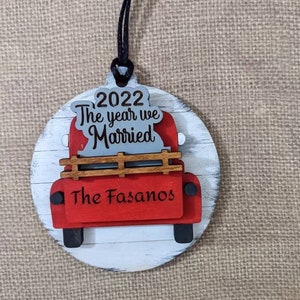 2022
The year we
Married
The Fasanos